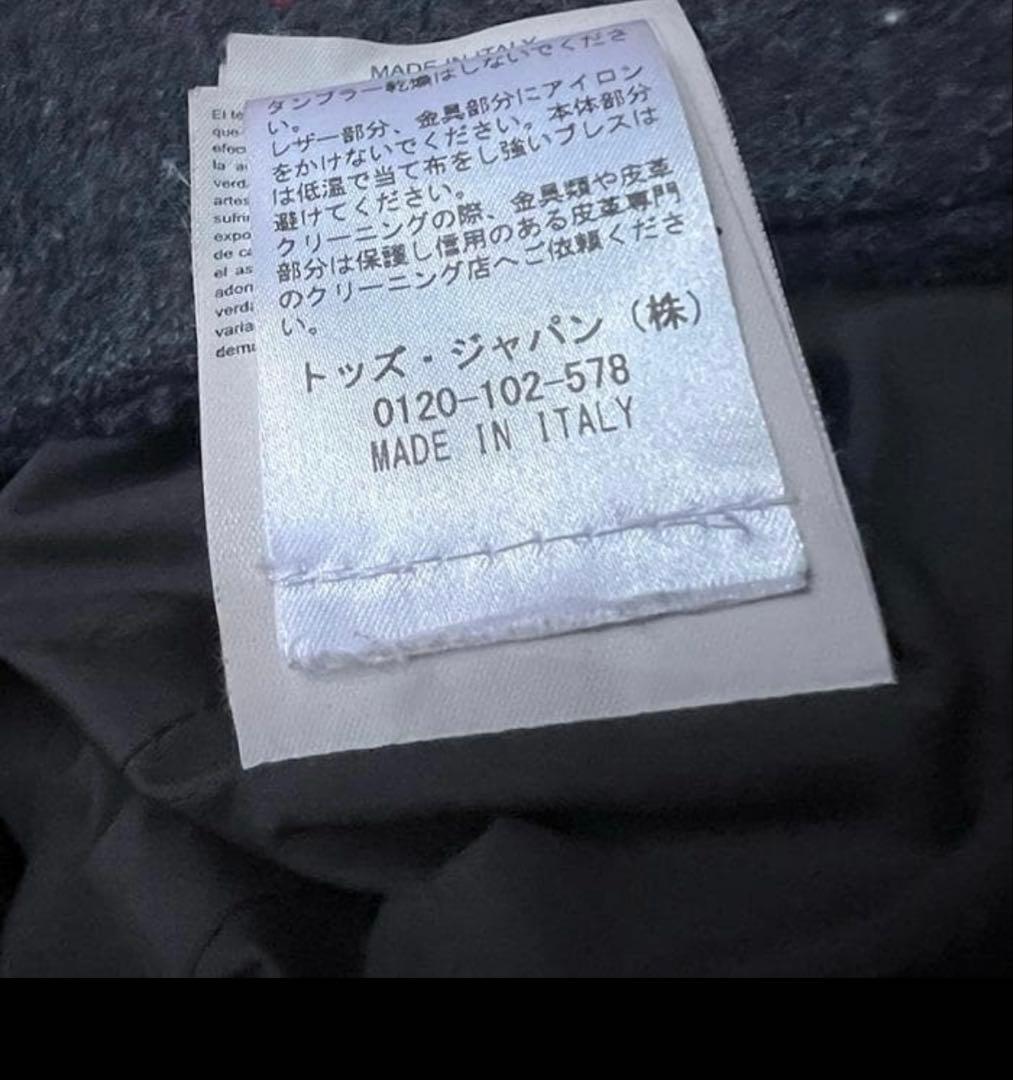 MADE IN ITALY
タンブラー乾燥はしないでくださ
い。
レザー部分、金具部分にアイロン
をかけないでください。本体部分
は低温で当て布をし強いプレスは
避けてください。
クリーニングの際、金具類や皮革
部分は保護し信用のある皮革専門
のクリーニング店へご依頼くださ
い。
トッズ・ジャパン（株）
0120-102-578
MADE IN ITALY
El
que
la
de
el as